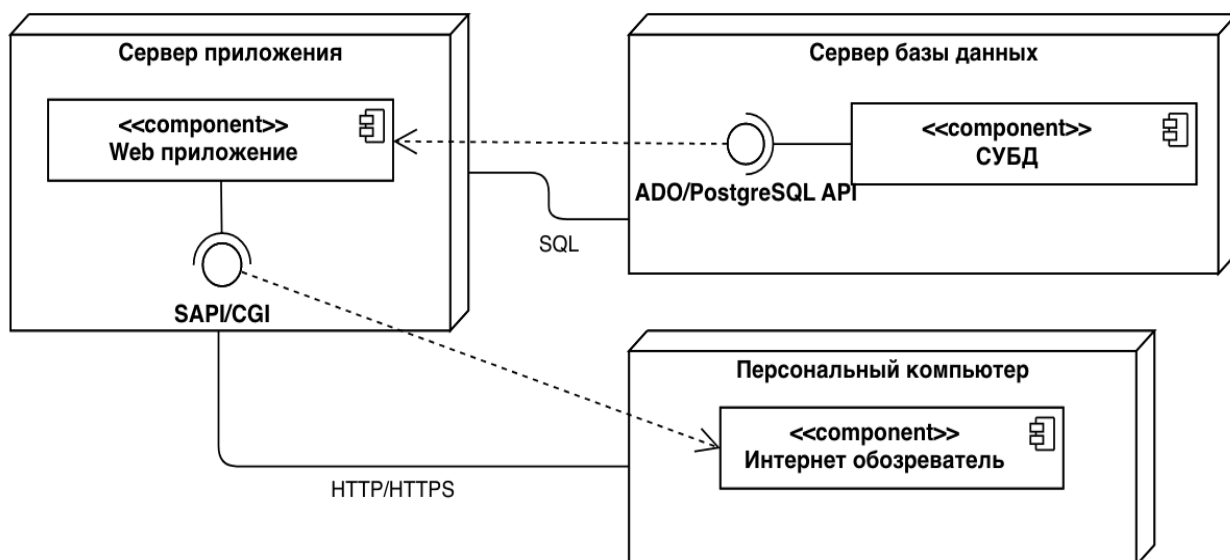 Сервер приложения
<<component>>
Web приложение
SAPI/CGI
Сервер базы данных
<<component>>
СУБД
ADO/PostgreSQL API
SQL
Персональный компьютер
<<component>>
Интернет обозреватель
HTTP/HTTPS